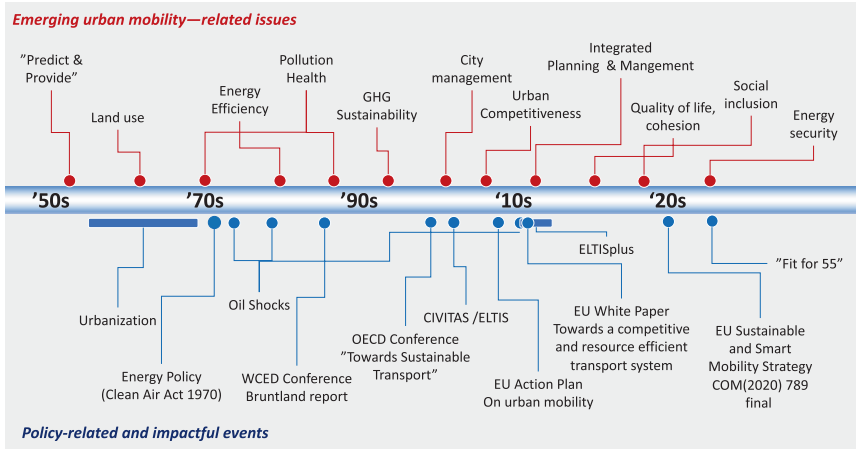 Emerging urban mobility—related issues
”Predict &
Provide”
Land use
Energy
Efficiency
Pollution
Health
GHG
Sustainability
City
management
Urban
Competitiveness
Integrated
Planning & Mangement
Quality of life,
cohesion
Social
inclusion
Energy
security
’50s
’70s
’90s
‘10s
‘20s
Urbanization
Energy Policy
(Clean Air Act 1970)
Oil Shocks
WCED Conference
Bruntland report
OECD Conference
”Towards Sustainable
Transport”
CIVITAS /ELTIS
EU Action Plan
On urban mobility
ELTISplus
EU White Paper
Towards a competitive
and resource efficient
transport system
EU Sustainable
and Smart
Mobility Strategy
COM(2020) 789
final
”Fit for 55”
Policy-related and impactful events